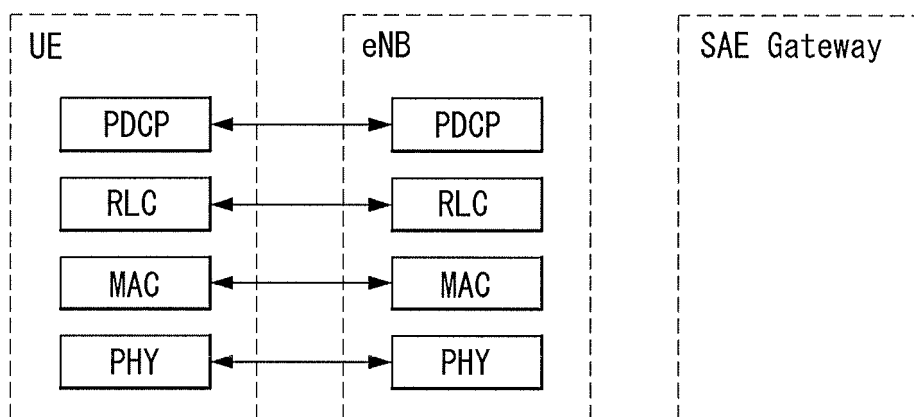 UE
eNB
SAE Gateway
PDCP
PDCP
RLC
RLC
MAC
MAC
PHY
PHY